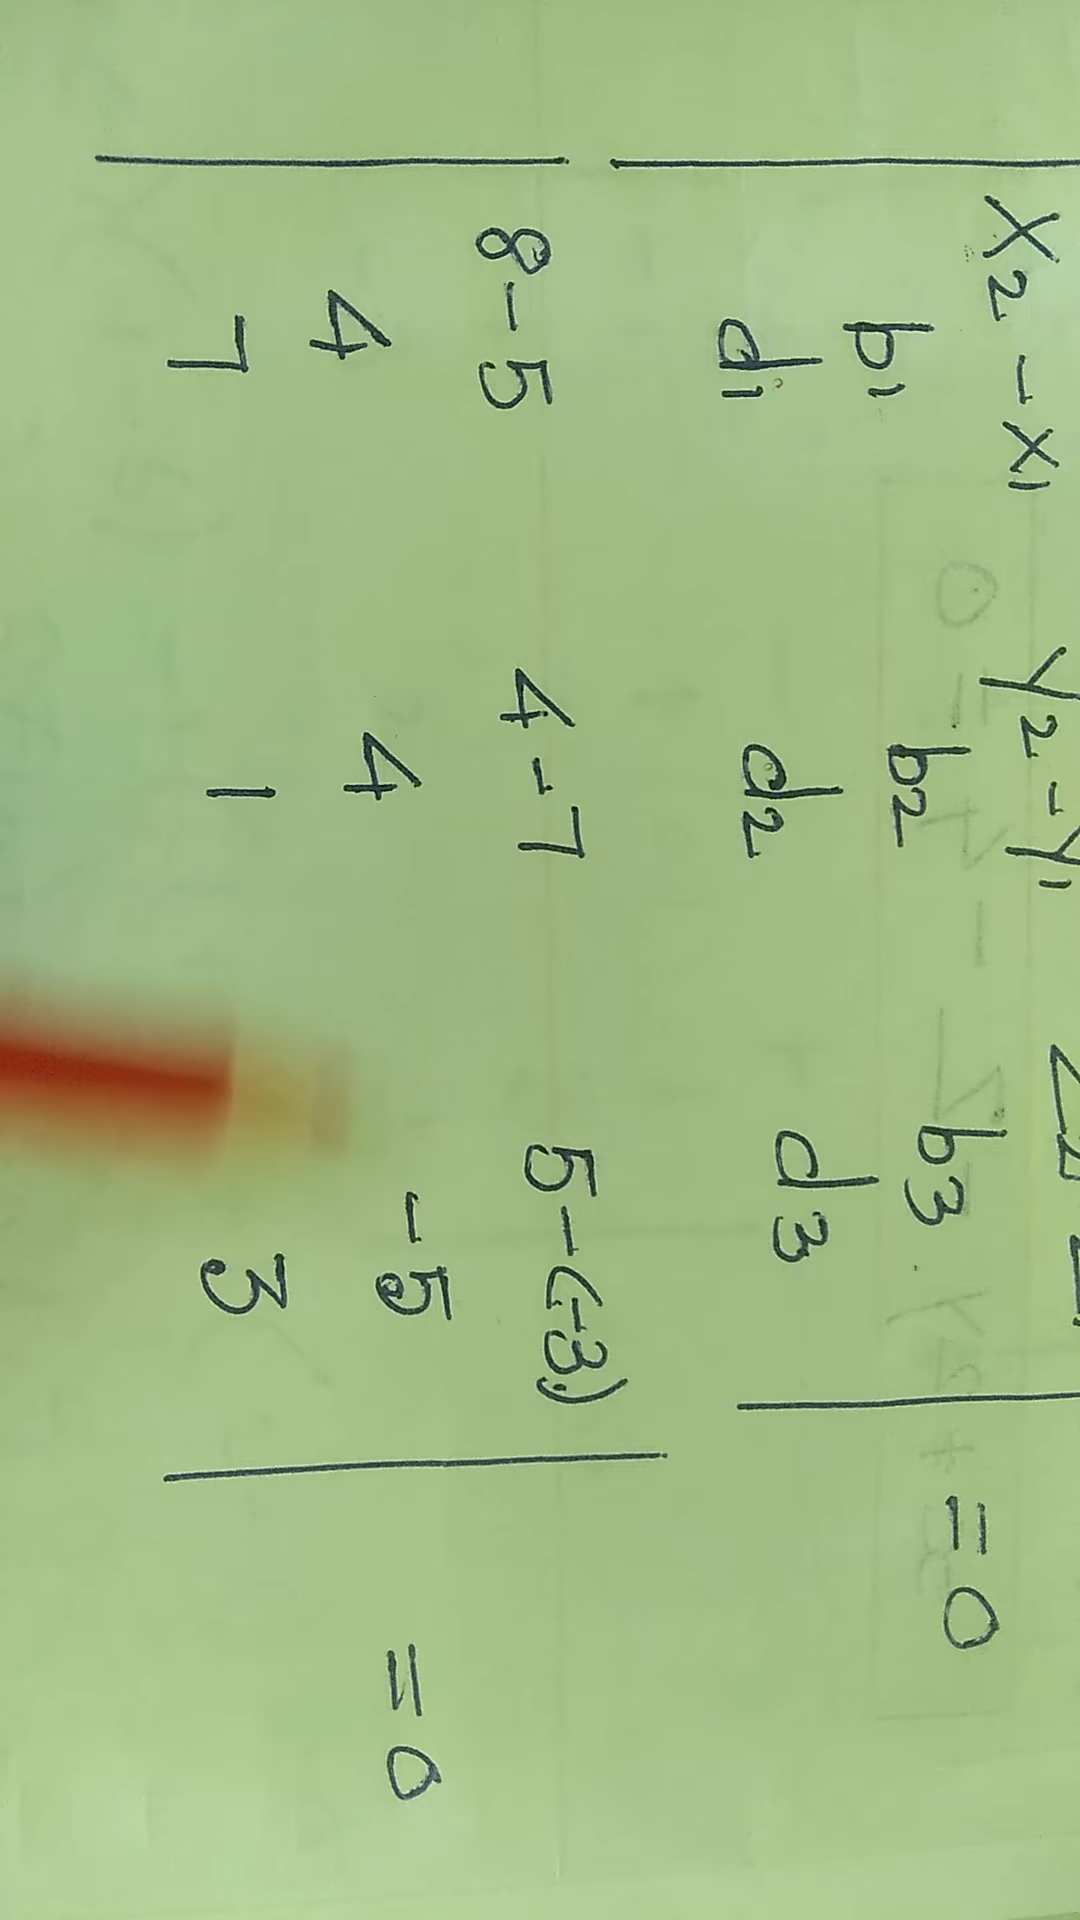 x2 - x1 y2 - y1 z2 - z1
b1 b2 b3
d1 d2 d3
= 0
8 - 5 4 - 7 5 - (-3)
4 4 -5
7 1 3
= 0